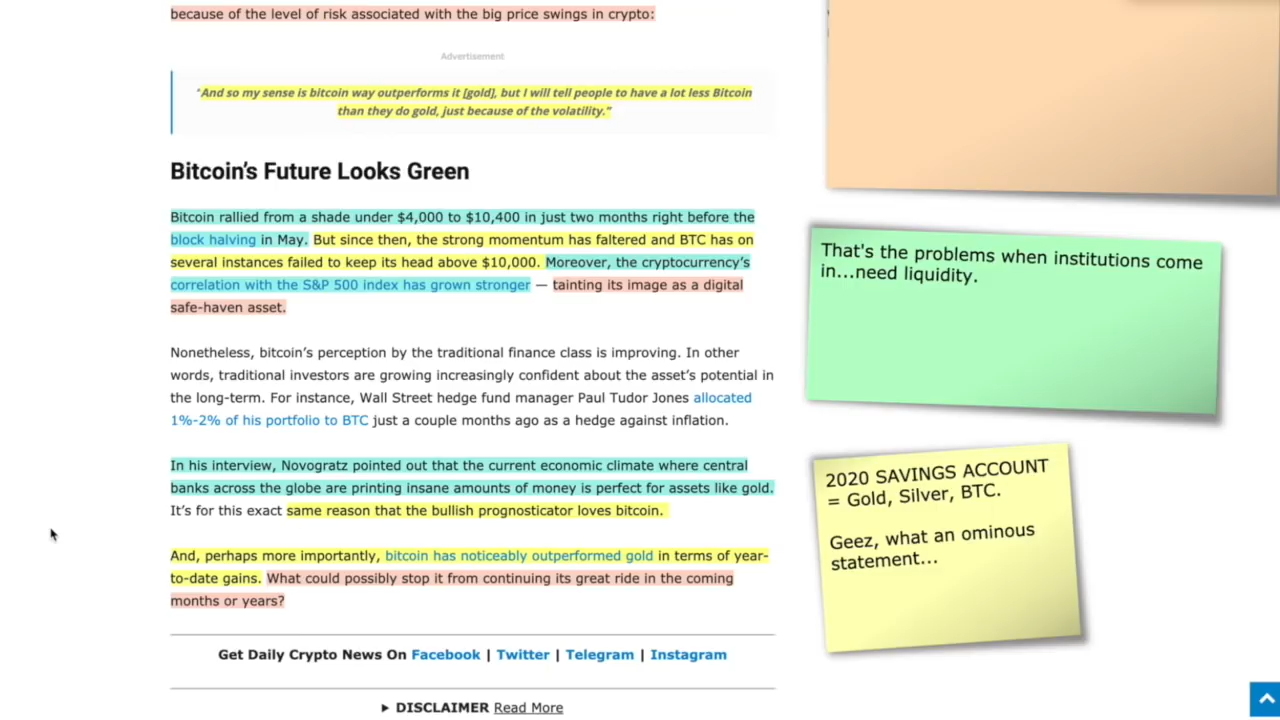 because of the level of risk associated with the big price swings in crypto:
Advertisement
"And so my sense is bitcoin way outperforms it [gold], but I will tell people to have a lot less Bitcoin
than they do gold, just because of the volatility."
Bitcoin's Future Looks Green
Bitcoin rallied from a shade under $4,000 to $10,400 in just two months right before the
block halving in May. But since then, the strong momentum has faltered and BTC has on
several instances failed to keep its head above $10,000. Moreover, the cryptocurrency's
correlation with the S&P 500 index has grown stronger — tainting its image as a digital
safe-haven asset.
Nonetheless, bitcoin's perception by the traditional finance class is improving. In other
words, traditional investors are growing increasingly confident about the asset's potential in
the long-term. For instance, Wall Street hedge fund manager Paul Tudor Jones allocated
1%-2% of his portfolio to BTC just a couple months ago as a hedge against inflation.
In his interview, Novogratz pointed out that the current economic climate where central
banks across the globe are printing insane amounts of money is perfect for assets like gold.
It's for this exact same reason that the bullish prognosticator loves bitcoin.
And, perhaps more importantly, bitcoin has noticeably outperformed gold in terms of year-
to-date gains. What could possibly stop it from continuing its great ride in the coming
months or years?
Get Daily Crypto News On Facebook | Twitter | Telegram | Instagram
DISCLAIMER Read More
That's the problems when institutions come
in...need liquidity.
2020 SAVINGS ACCOUNT
= Gold, Silver, BTC.
Geez, what an ominous
statement...